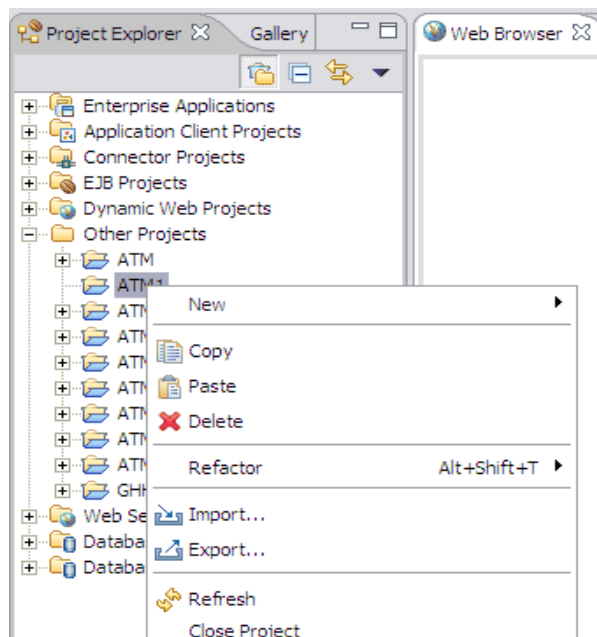 Project Explorer Gallery Web Browser
Enterprise Applications
Application Client Projects
Connector Projects
EJB Projects
Dynamic Web Projects
Other Projects
ATM
ATM1
New
Copy
Paste
Delete
Refactor Alt+Shift+T
Import...
Export...
Refresh
Close Project